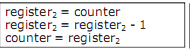 register₂ = counter
register₂ = register₂ - 1
counter = register₂